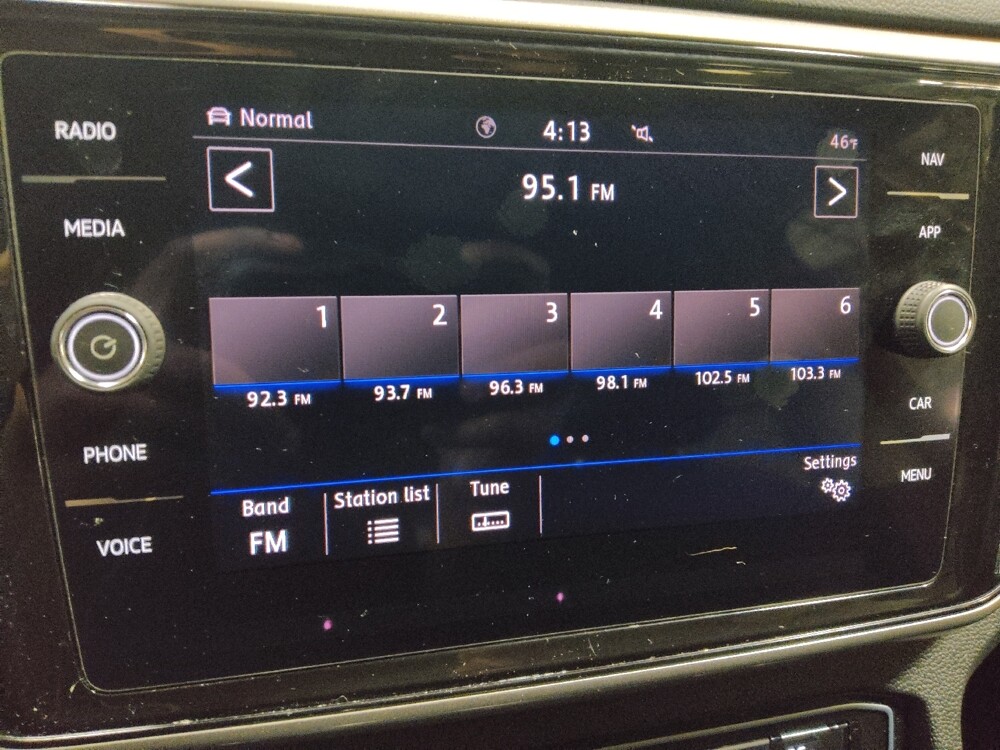 RADIO
MEDIA
PHONE
VOICE
Normal
4:13
46°F
<
95.1 FM
>
1
2
3
4
5
6
92.3 FM
93.7 FM
96.3 FM
98.1 FM
102.5 FM
103.3 FM
Settings
Band
FM
Station list
Tune
NAV
APP
CAR
MENU